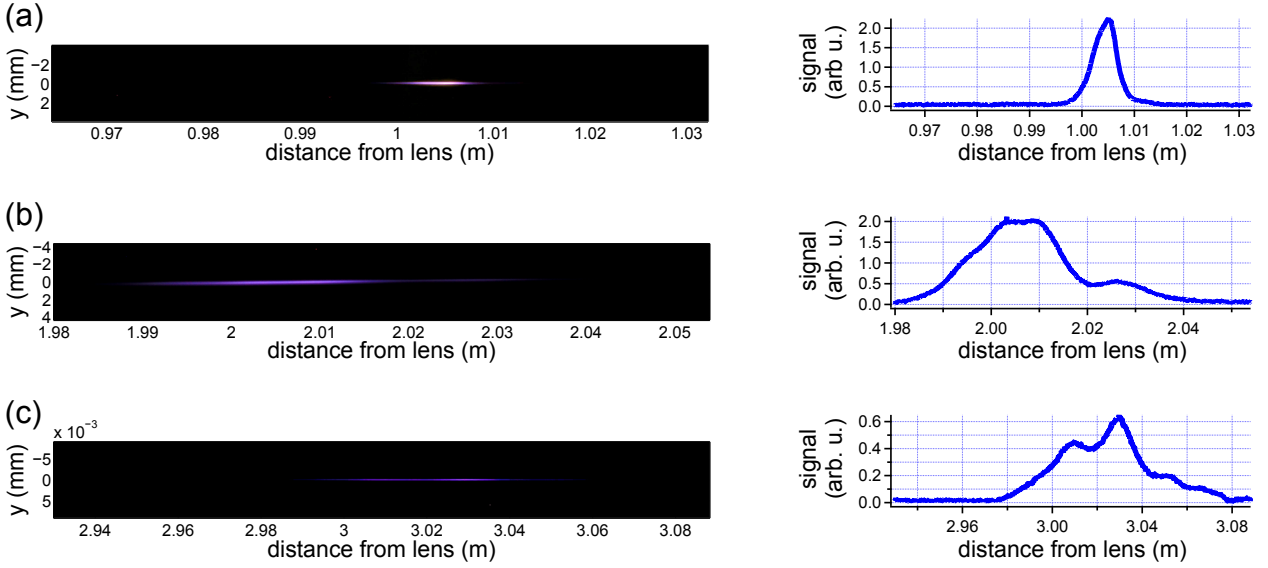 (a)
y (mm)
−2
0
2
0.97 0.98 0.99 1 1.01 1.02 1.03
distance from lens (m)
signal
(arb u.)
2.0
1.5
1.0
0.5
0.0
0.97 0.98 0.99 1.00 1.01 1.02 1.03
distance from lens (m)
(b)
y (mm)
−4
−2
0
2
4
1.98 1.99 2 2.01 2.02 2.03 2.04 2.05
distance from lens (m)
signal
(arb. u.)
2.0
1.5
1.0
0.5
0.0
1.98 2.00 2.02 2.04
distance from lens (m)
(c)
x 10⁻³
y (mm)
−5
0
5
2.94 2.96 2.98 3 3.02 3.04 3.06 3.08
distance from lens (m)
signal
(arb. u.)
0.6
0.4
0.2
0.0
2.96 3.00 3.04 3.08
distance from lens (m)